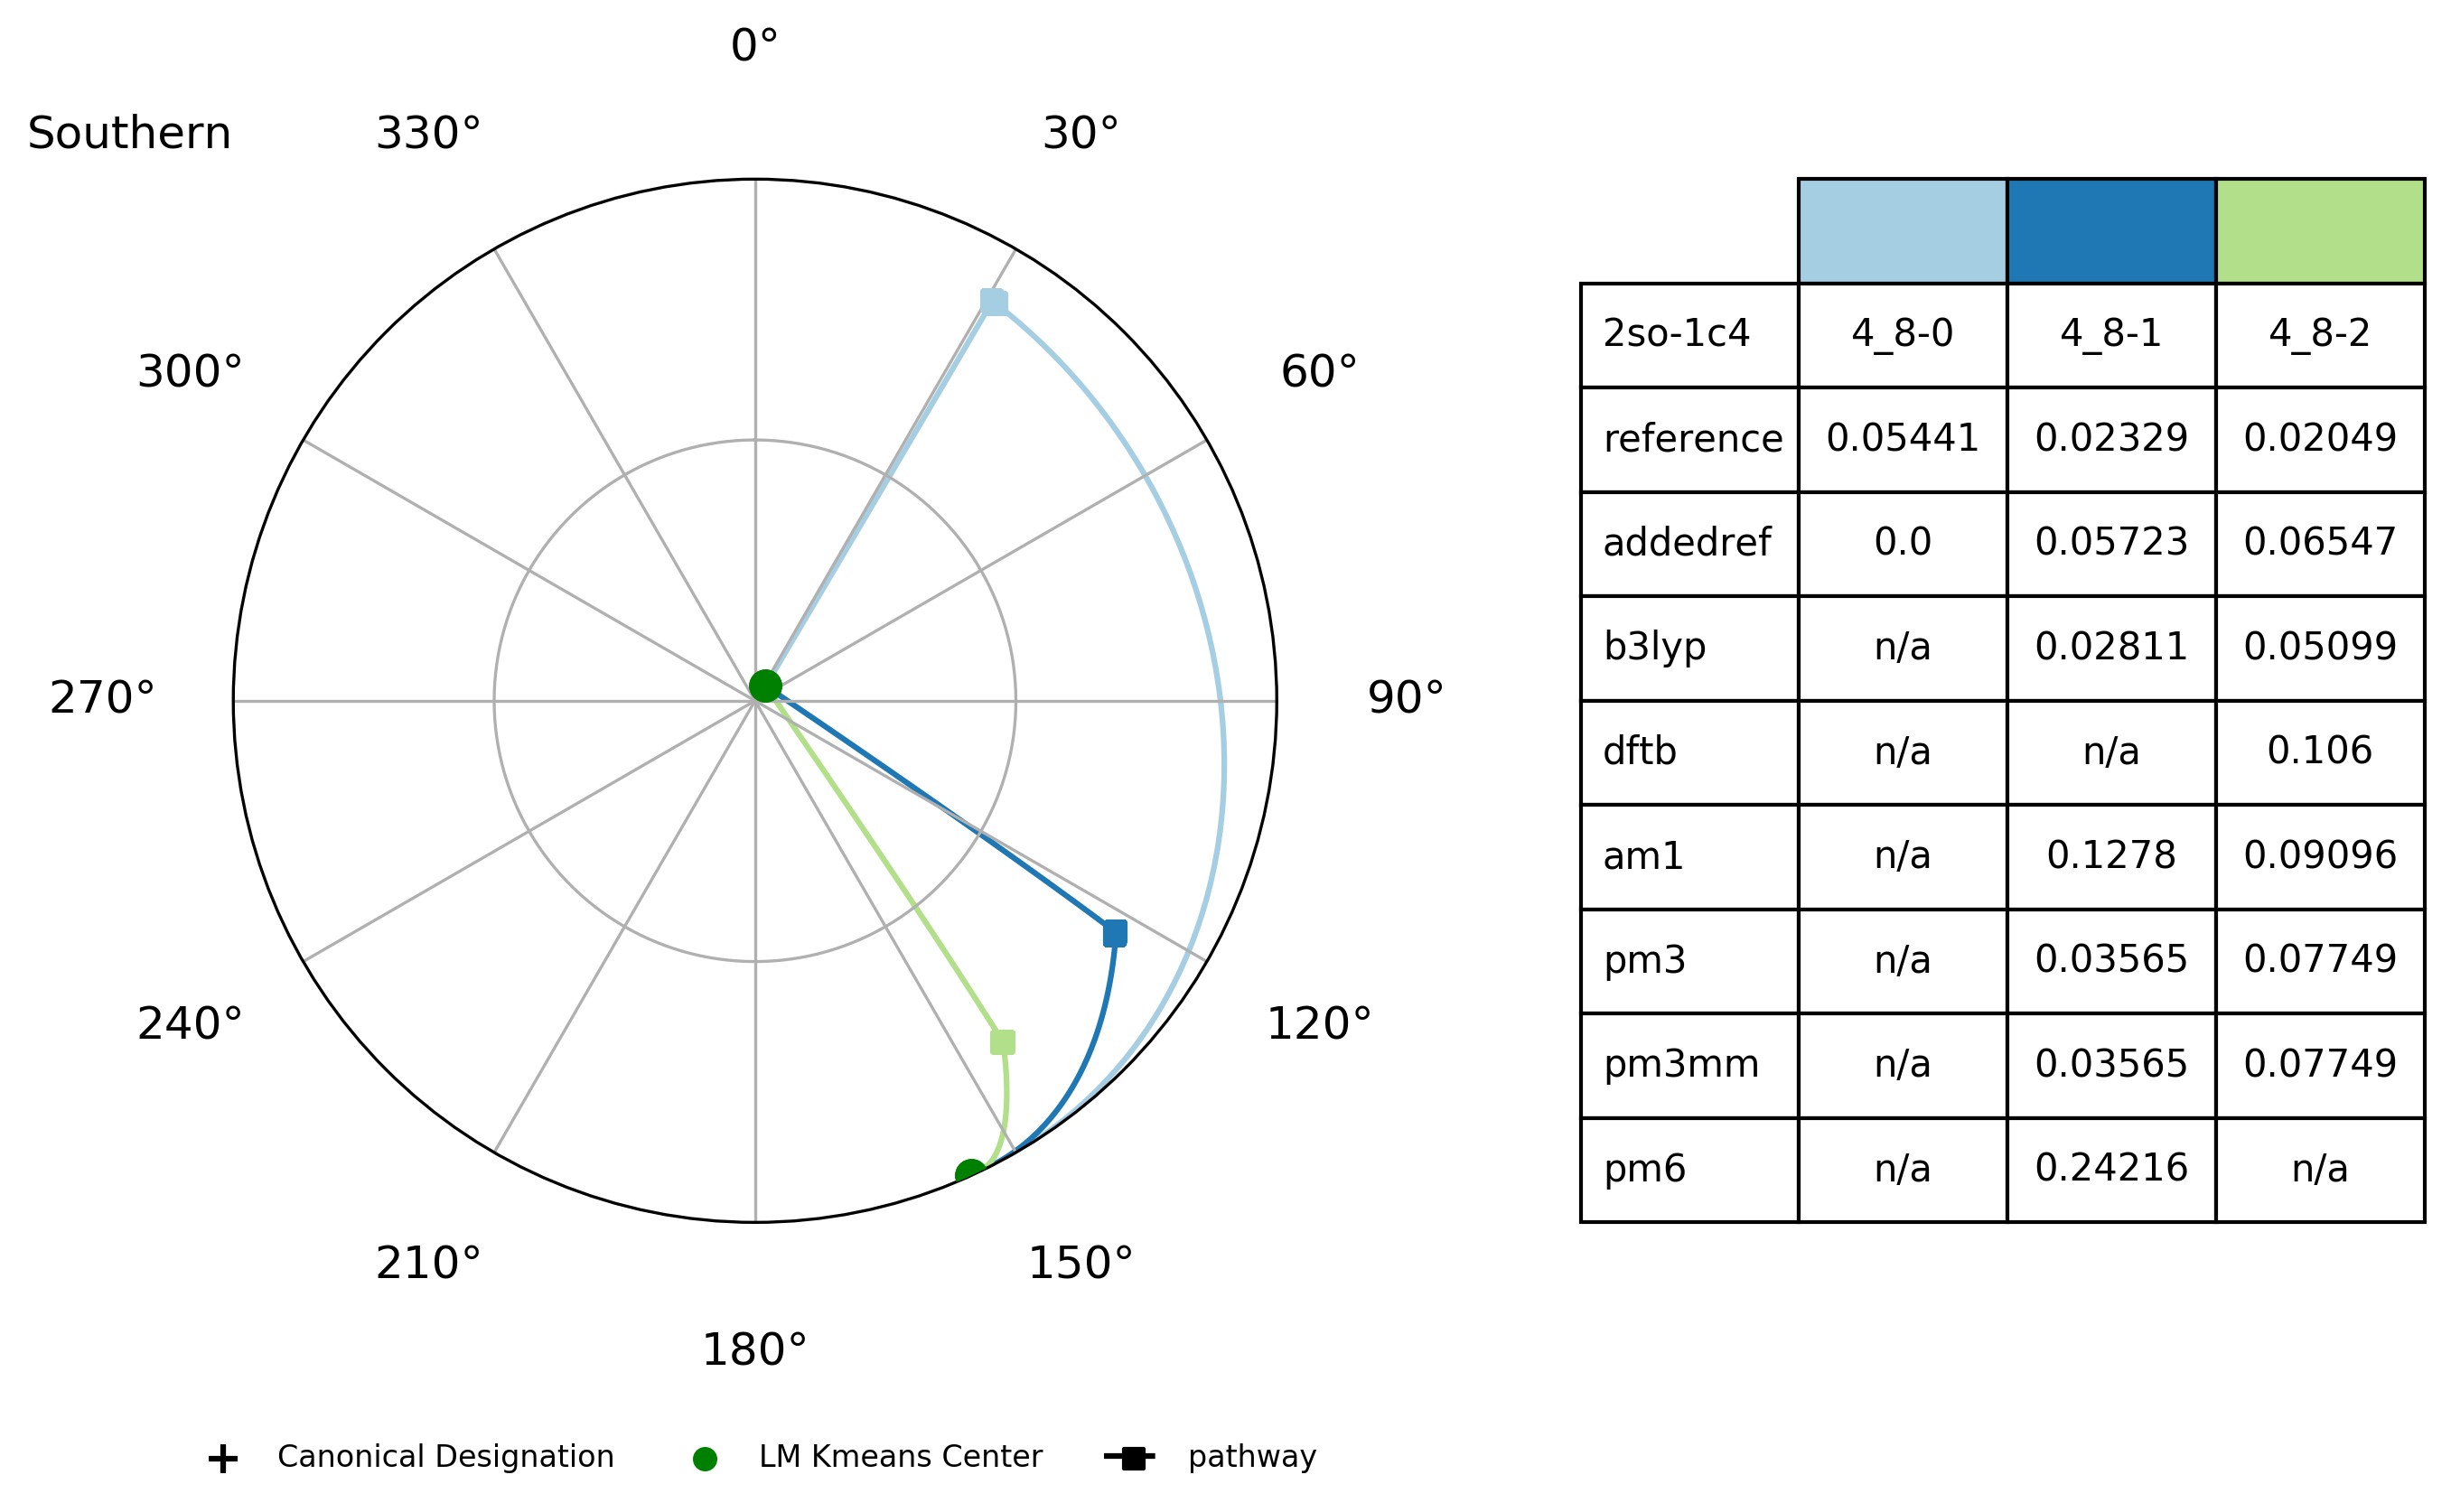 0°
Southern
330°
30°
300°
60°
270°
90°
240°
120°
210°
150°
180°
2so-1c4 4_8-0 4_8-1 4_8-2
reference 0.05441 0.02329 0.02049
addedref 0.0 0.05723 0.06547
b3lyp n/a 0.02811 0.05099
dftb n/a n/a 0.106
am1 n/a 0.1278 0.09096
pm3 n/a 0.03565 0.07749
pm3mm n/a 0.03565 0.07749
pm6 n/a 0.24216 n/a
Canonical Designation LM Kmeans Center pathway